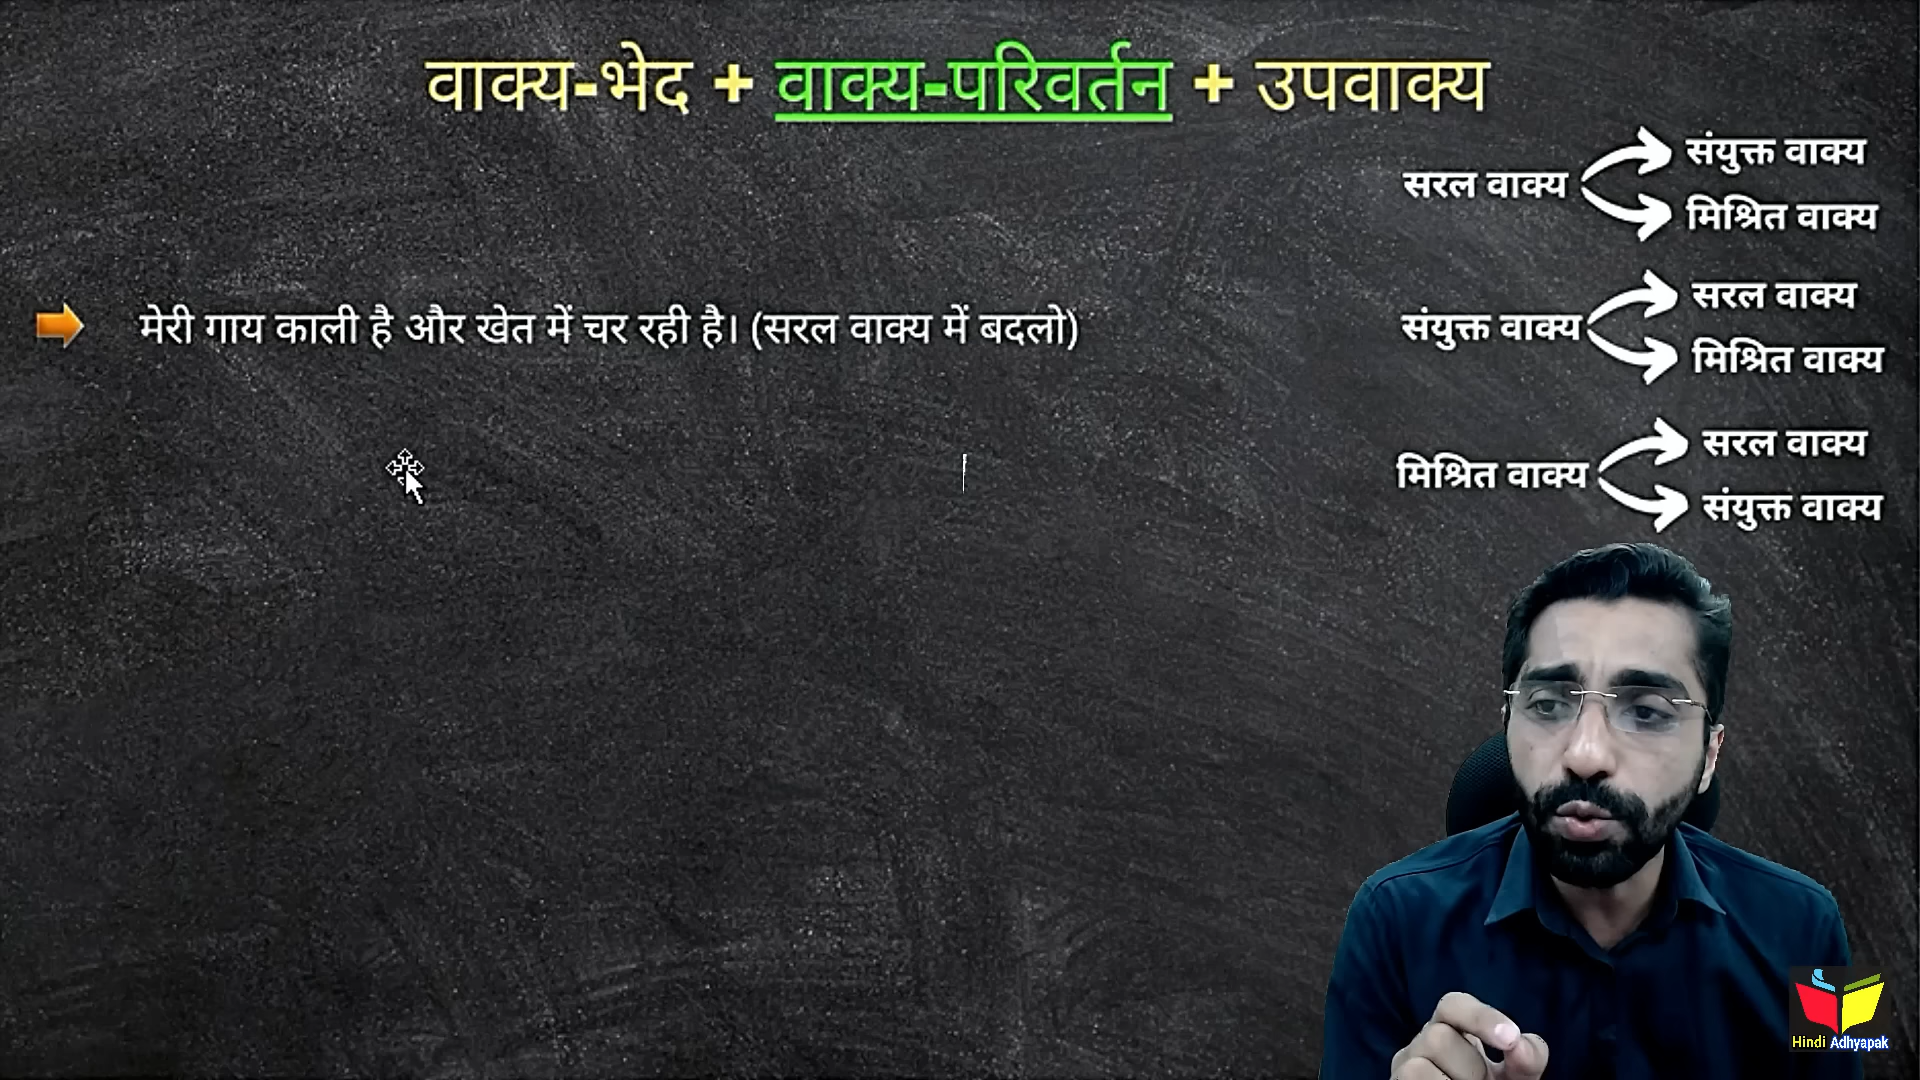 वाक्य-भेद + वाक्य-परिवर्तन + उपवाक्य
सरल वाक्य
संयुक्त वाक्य
मिश्रित वाक्य
मेरी गाय काली है और खेत में चर रही है। (सरल वाक्य में बदलो)
संयुक्त वाक्य
सरल वाक्य
मिश्रित वाक्य
मिश्रित वाक्य
सरल वाक्य
संयुक्त वाक्य
Hindi Adhyapak